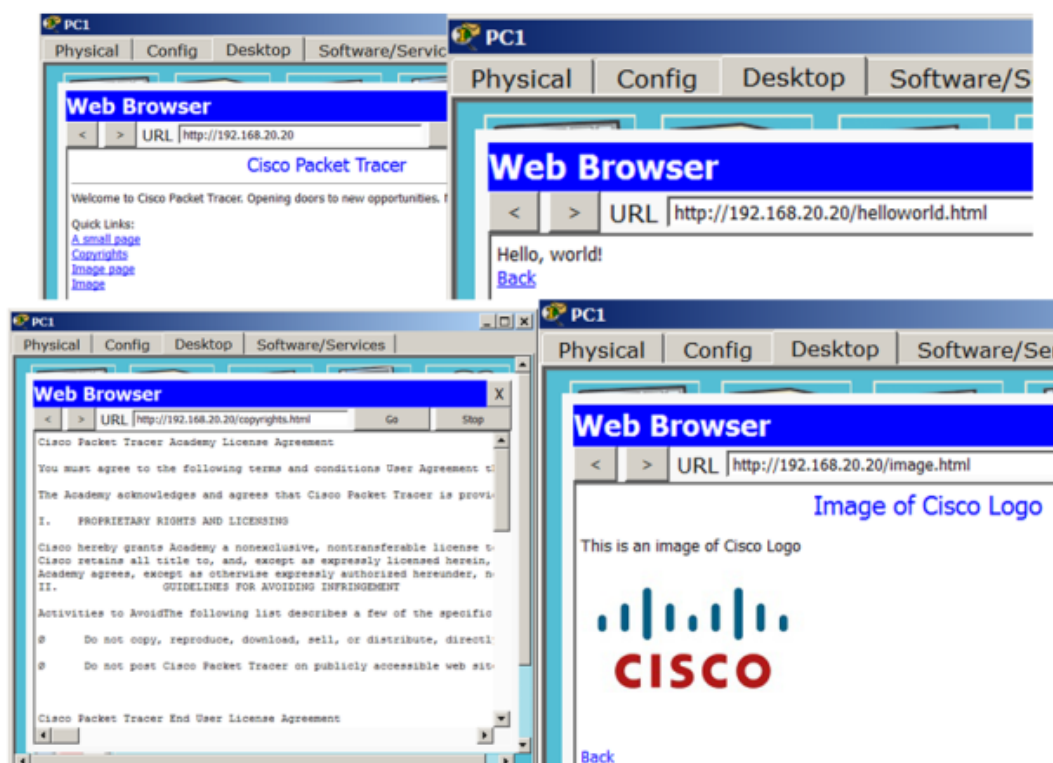 PC1
Physical Config Desktop Software/Servic
Web Browser
< > URL http://192.168.20.20
Cisco Packet Tracer
Welcome to Cisco Packet Tracer. Opening doors to new opportunities.
Quick Links:
A small page
Copyrights
Image page
Image
PC1
Physical Config Desktop Software/S
Web Browser
< > URL http://192.168.20.20/helloworld.html
Hello, world!
Back
PC1
Physical Config Desktop Software/Services
Web Browser X
< > URL http://192.168.20.20/copyrights.html Go Stop
Cisco Packet Tracer Academy License Agreement
You must agree to the following terms and conditions User Agreement t
The Academy acknowledges and agrees that Cisco Packet Tracer is provi
I. PROPRIETARY RIGHTS AND LICENSING
Cisco hereby grants Academy a nonexclusive, nontransferable license t
Cisco retains all title to, and, except as expressly licensed herein,
Academy agrees, except as otherwise expressly authorized hereunder, n
II. GUIDELINES FOR AVOIDING INFRINGEMENT
Activities to AvoidThe following list describes a few of the specific
Ø Do not copy, reproduce, download, sell, or distribute, directl
Ø Do not post Cisco Packet Tracer on publicly accessible web sit
Cisco Packet Tracer End User License Agreement
PC1
Physical Config Desktop Software/Se
Web Browser
< > URL http://192.168.20.20/image.html
Image of Cisco Logo
This is an image of Cisco Logo
CISCO
Back